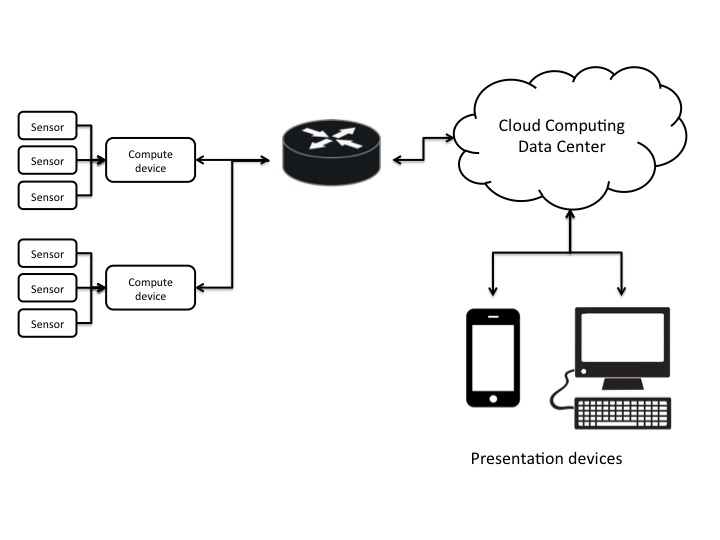 Sensor
Sensor
Sensor
Compute
device
Sensor
Sensor
Sensor
Compute
device
Cloud Computing
Data Center
Presentation devices